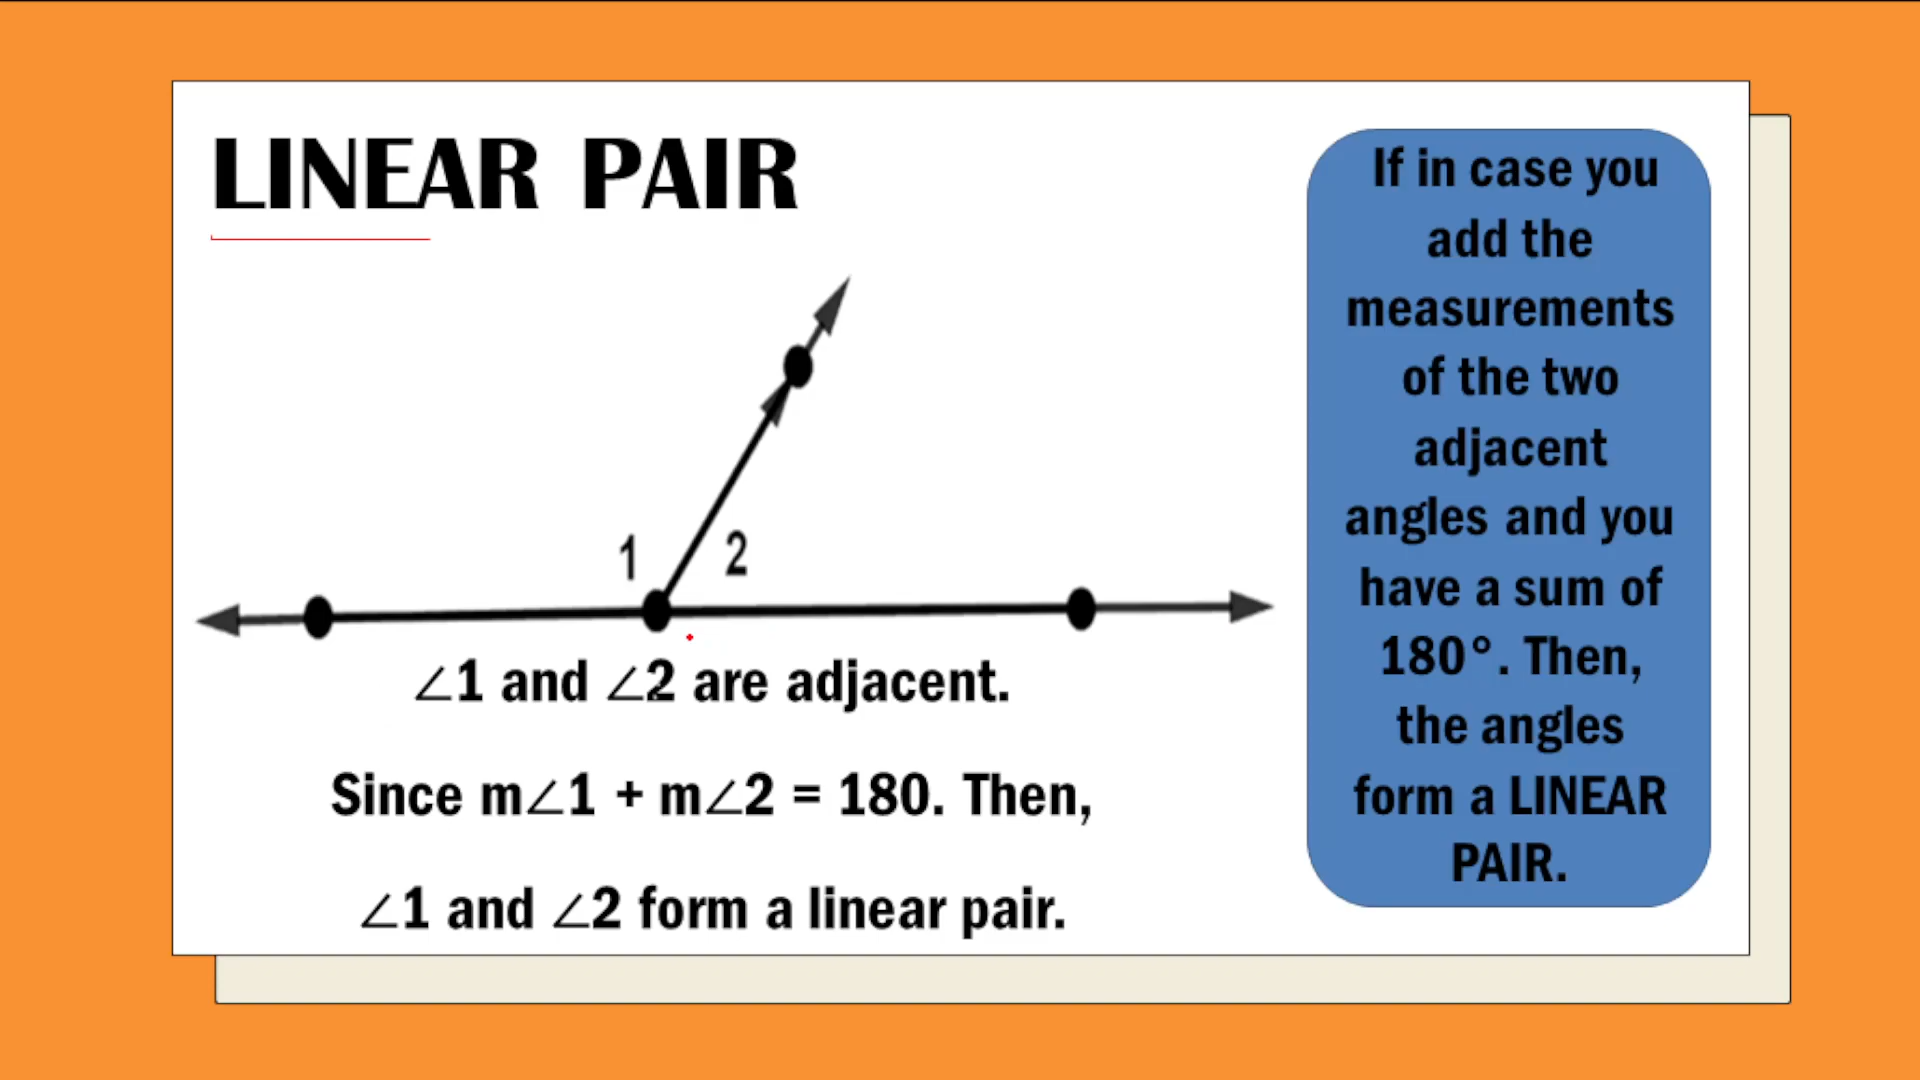 LINEAR PAIR
1
2
∠1 and ∠2 are adjacent.
Since m∠1 + m∠2 = 180. Then,
∠1 and ∠2 form a linear pair.
If in case you
add the
measurements
of the two
adjacent
angles and you
have a sum of
180°. Then,
the angles
form a LINEAR
PAIR.